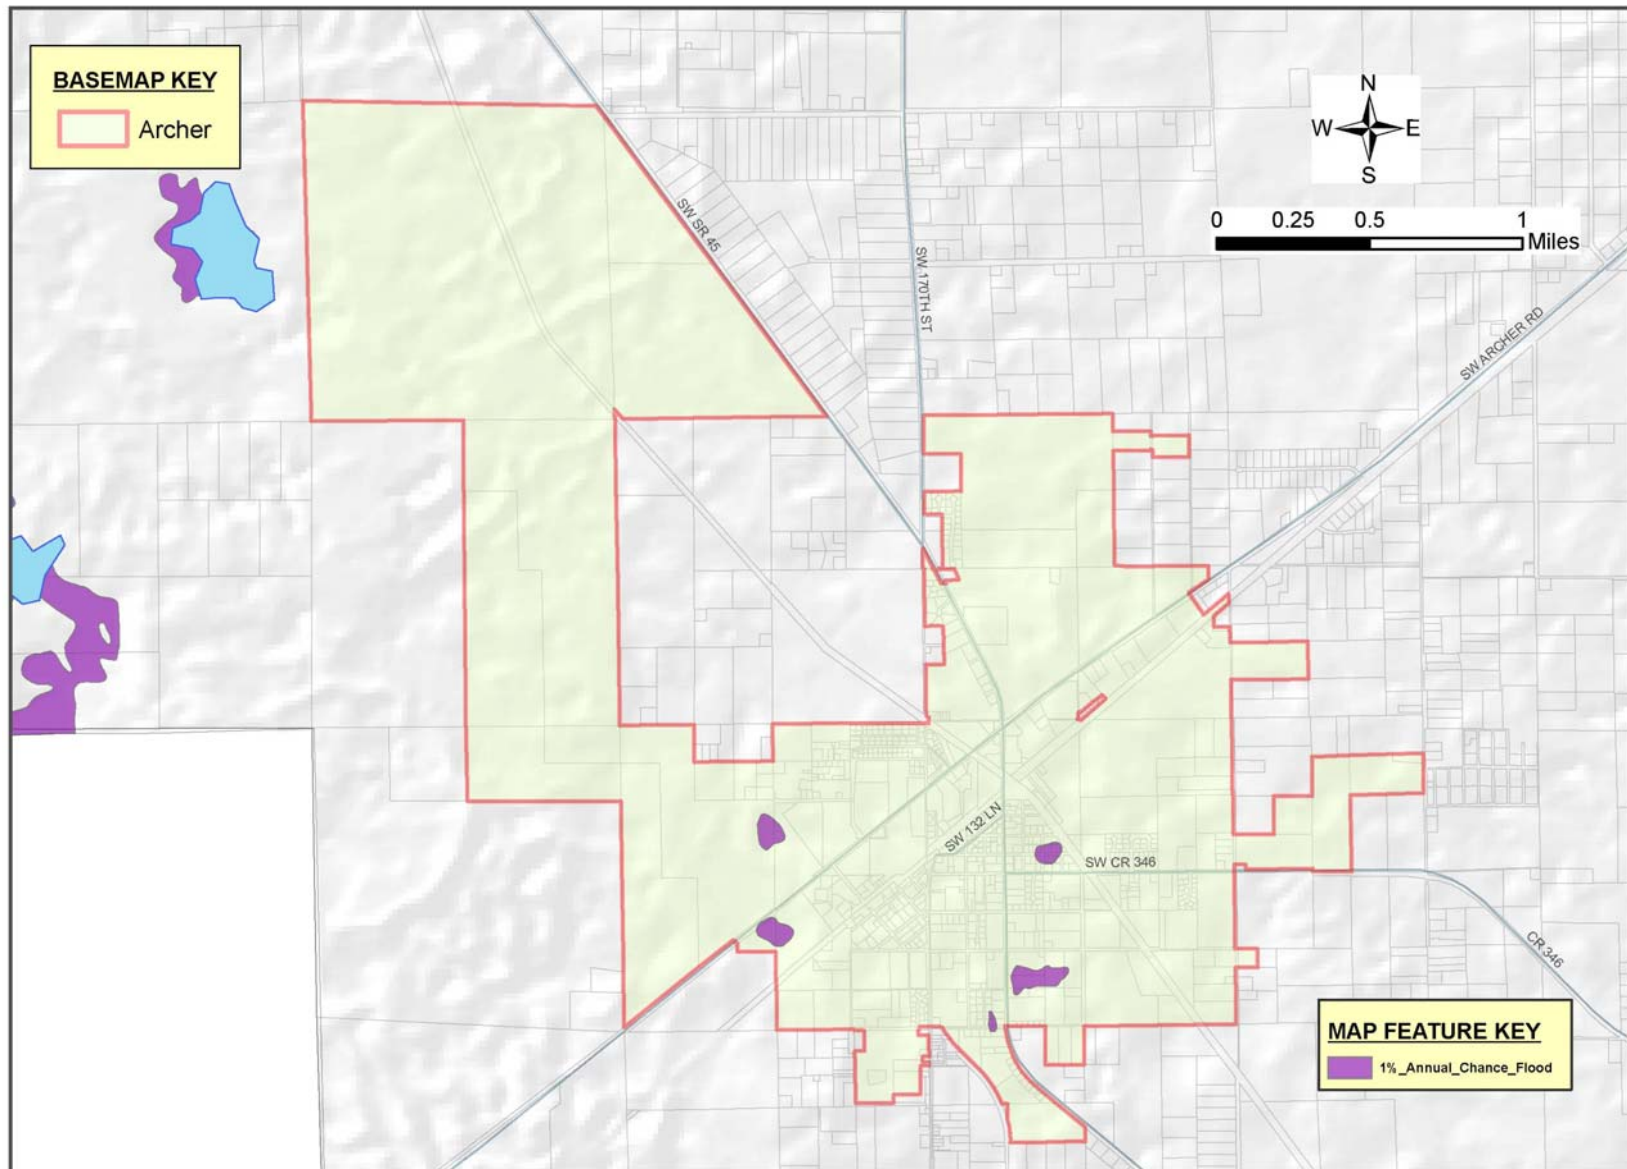 BASEMAP KEY
Archer
N
W E
S
0 0.25 0.5 1
Miles
SW SR 45
SW 170TH ST
SW ARCHER RD
SW 132 LN
SW CR 346
CR 346
MAP FEATURE KEY
1%_Annual_Chance_Flood